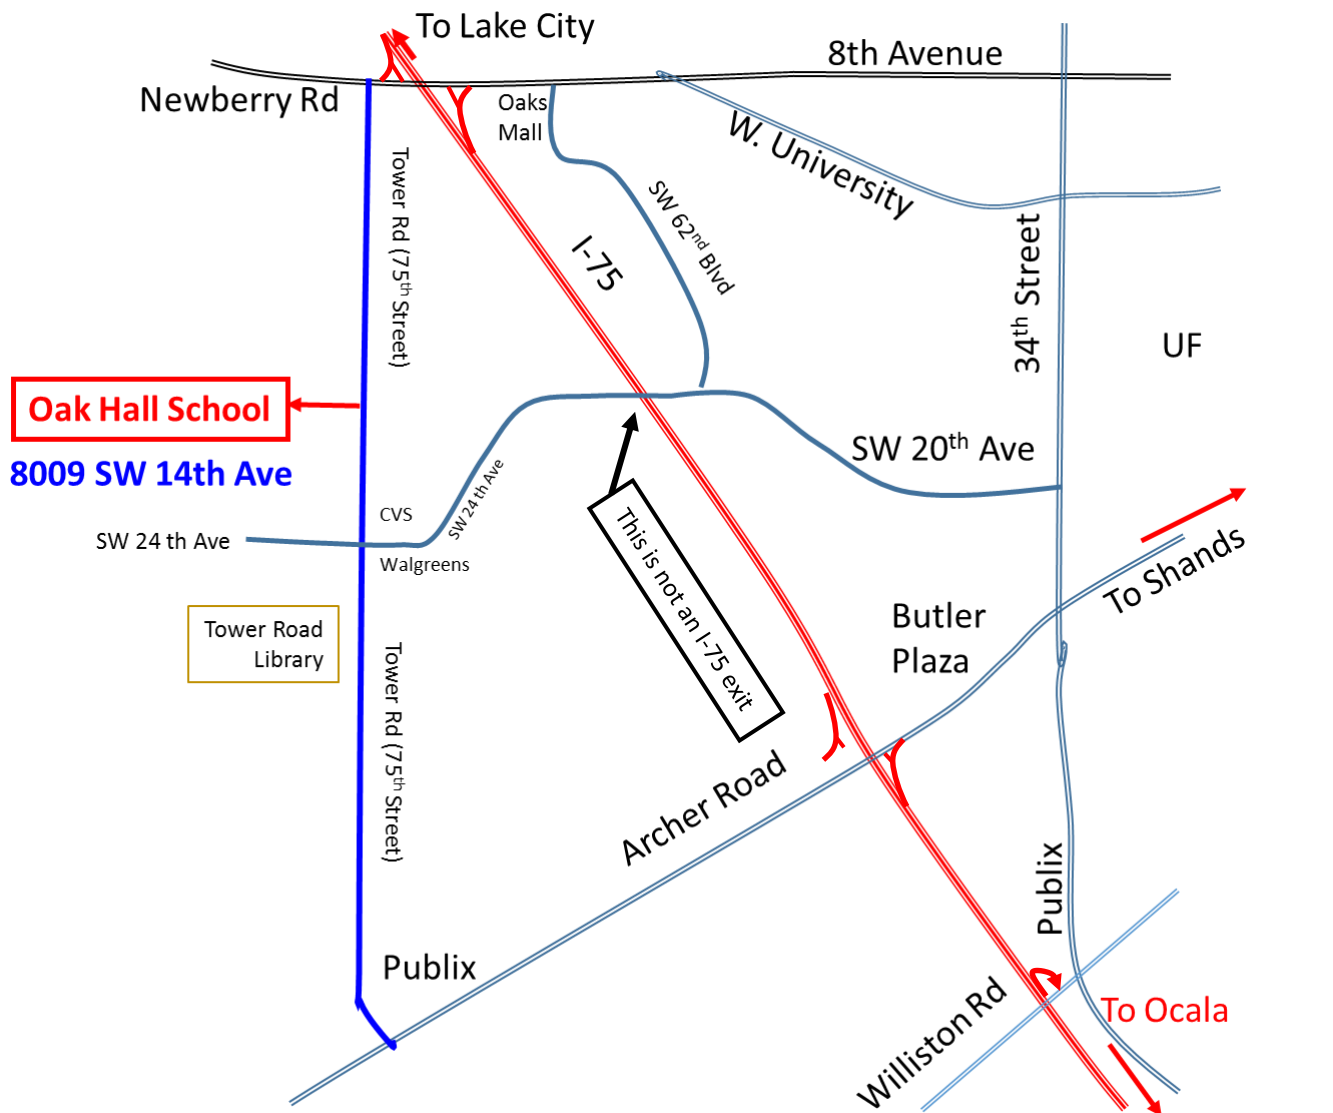 To Lake City
8th Avenue
Newberry Rd
Oaks
Mall
W. University
Tower Rd (75th Street)
SW 62nd Blvd
I-75
34th Street
UF
Oak Hall School
8009 SW 14th Ave
SW 20th Ave
CVS
SW 24 th Ave
SW 24 th Ave
Walgreens
This is not an I-75 exit
To Shands
Butler
Plaza
Tower Road
Library
Tower Rd (75th Street)
Archer Road
Publix
Publix
Williston Rd
To Ocala